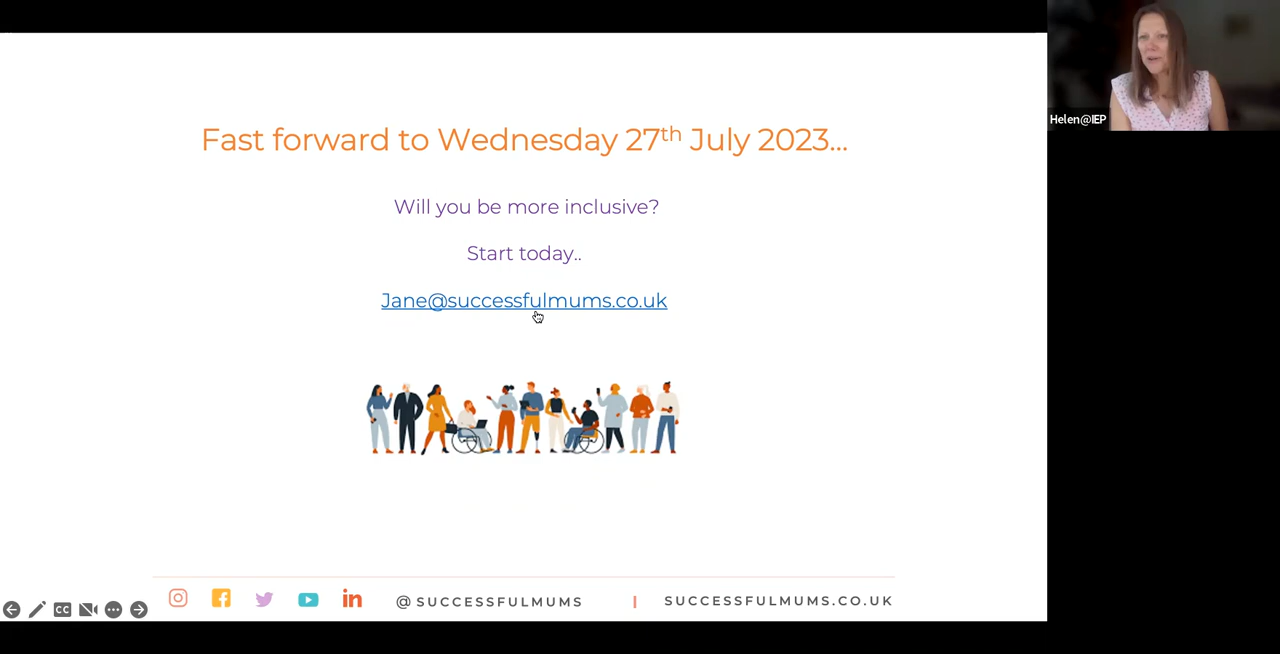 Fast forward to Wednesday 27th July 2023...
Will you be more inclusive?
Start today..
Jane@successfulmums.co.uk
@SUCCESSFULMUMS | SUCCESSFULMUMS.CO.UK
CC
Helen@IEP